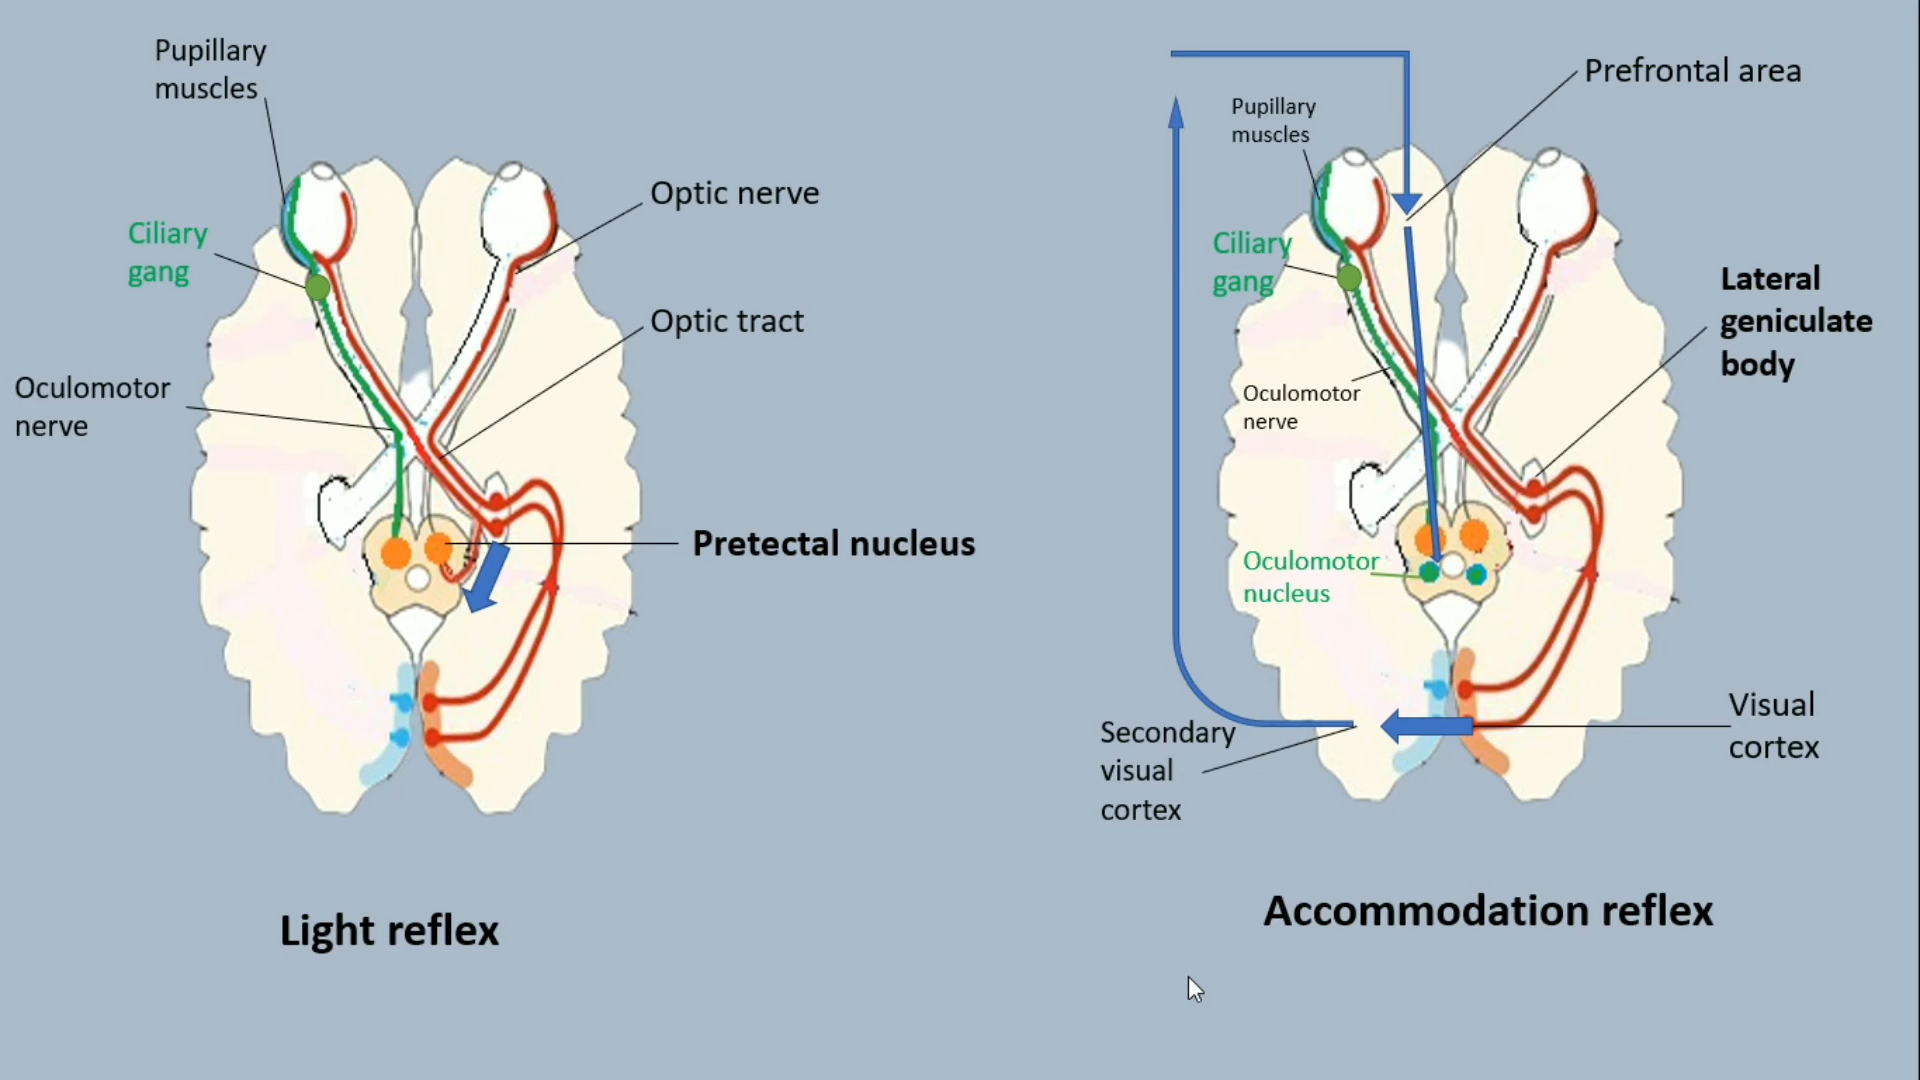 Pupillary
muscles
Ciliary
gang
Oculomotor
nerve
Optic nerve
Optic tract
Pretectal nucleus
Light reflex
Prefrontal area
Pupillary
muscles
Ciliary
gang
Lateral
geniculate
body
Oculomotor
nerve
Oculomotor
nucleus
Secondary
visual
cortex
Visual
cortex
Accommodation reflex